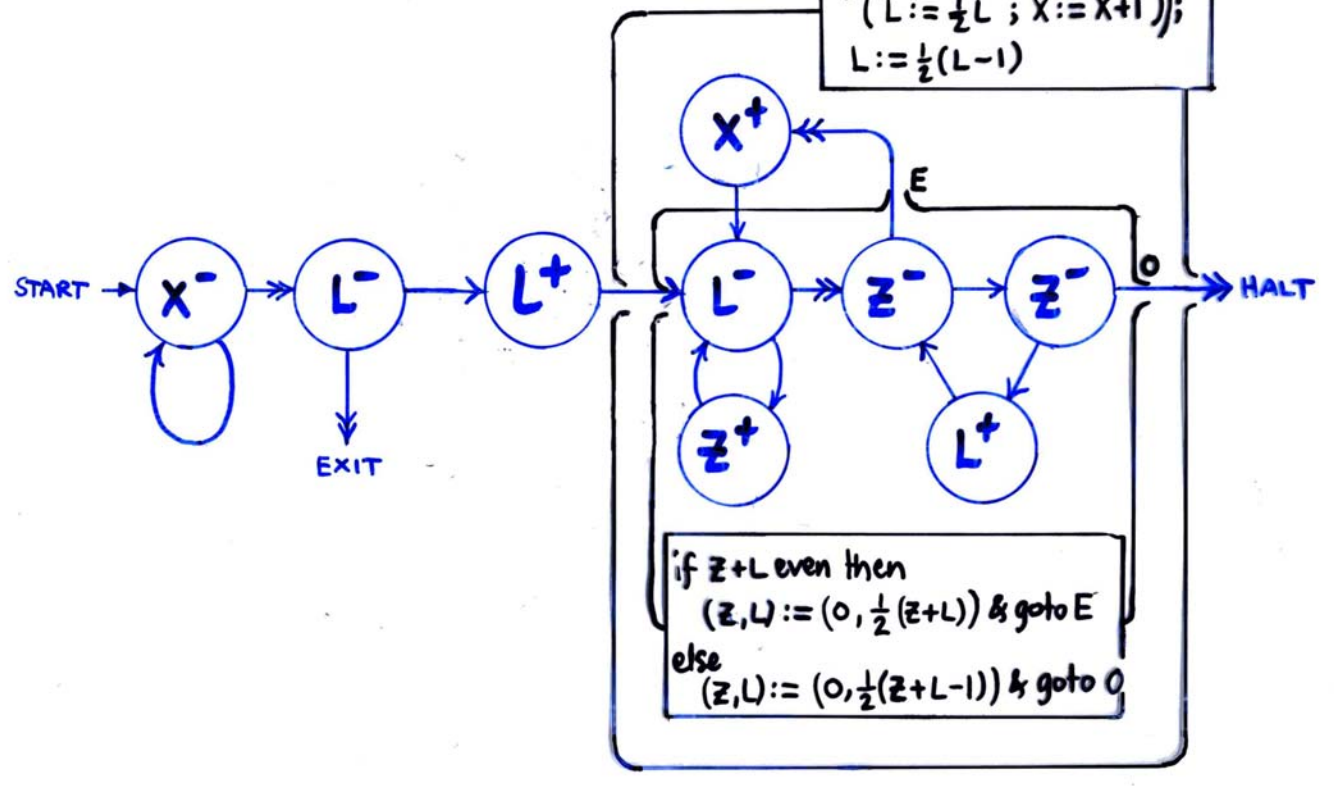 (L:=½L ; X:=X+1));
L:=½(L-1)
X⁺
E
START
X⁻
L⁻
L⁺
L⁻
Z⁻
Z⁻
O
HALT
Z⁺
L⁺
EXIT
if Z+L even then
(Z,L):=(0,½(Z+L)) & goto E
else
(Z,L):=(0,½(Z+L-1)) & goto O